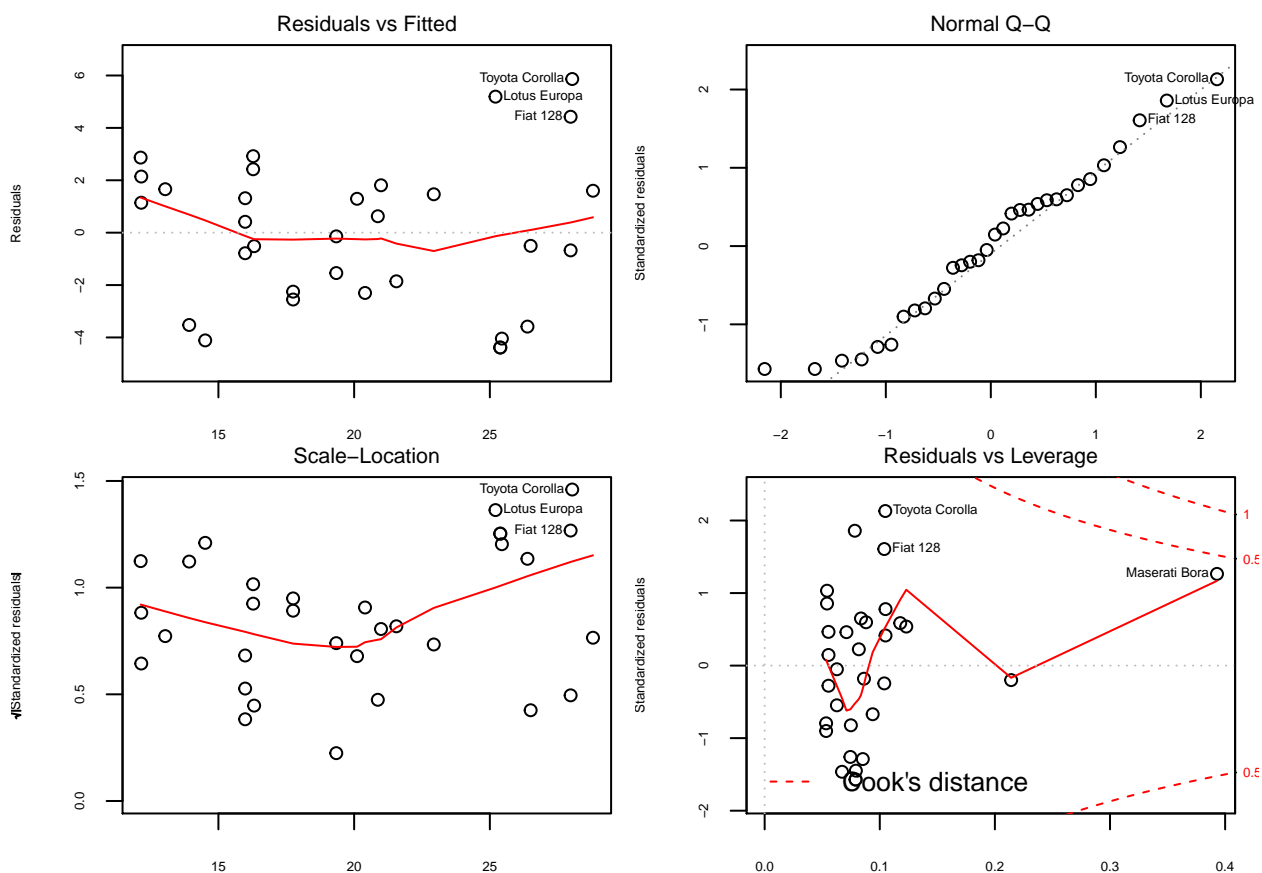 Residuals vs Fitted
Residuals
6
4
2
0
−2
−4
15
20
25
Toyota Corolla
Lotus Europa
Fiat 128
Normal Q−Q
Standardized residuals
2
1
0
−1
−2
−1
0
1
2
Toyota Corolla
Lotus Europa
Fiat 128
Scale−Location
√|Standardized residuals|
1.5
1.0
0.5
0.0
15
20
25
Toyota Corolla
Lotus Europa
Fiat 128
Residuals vs Leverage
Standardized residuals
2
1
0
−1
−2
0.0
0.1
0.2
0.3
0.4
Toyota Corolla
Fiat 128
Maserati Bora
Cook's distance
1
0.5
0.5